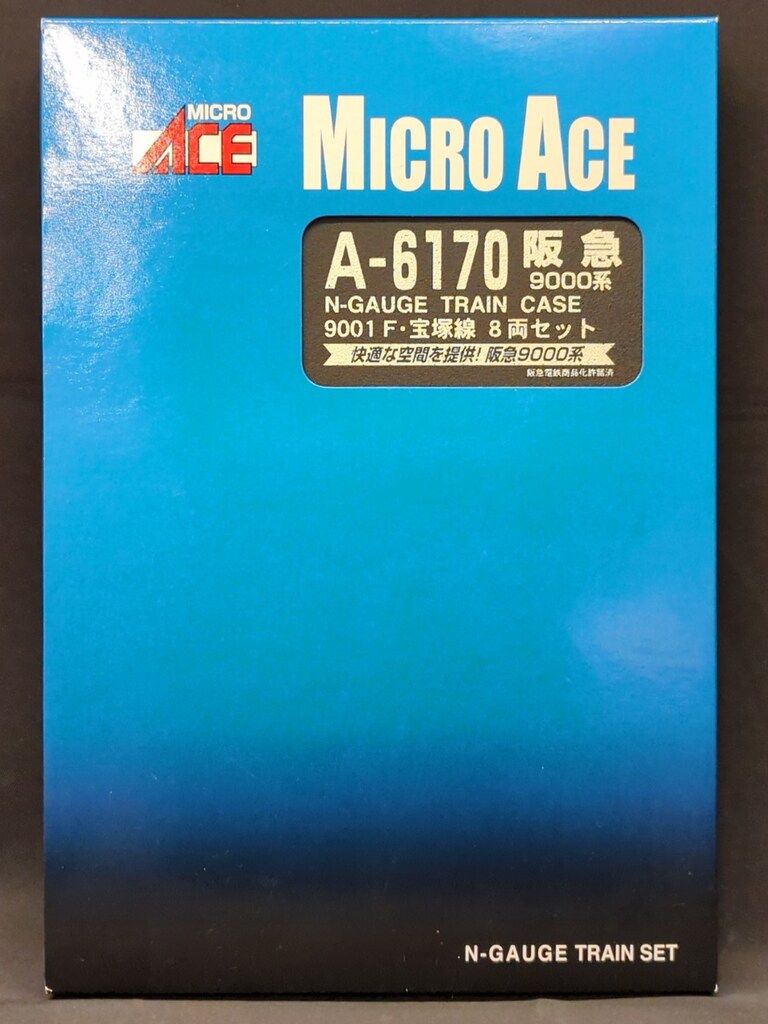 MICRO
ACE
MICRO ACE
A-6170 阪急
9000系
N-GAUGE TRAIN CASE
9001F・宝塚線 8両セット
快適な空間を提供! 阪急9000系
阪急電鉄商品化許諾済
N-GAUGE TRAIN SET